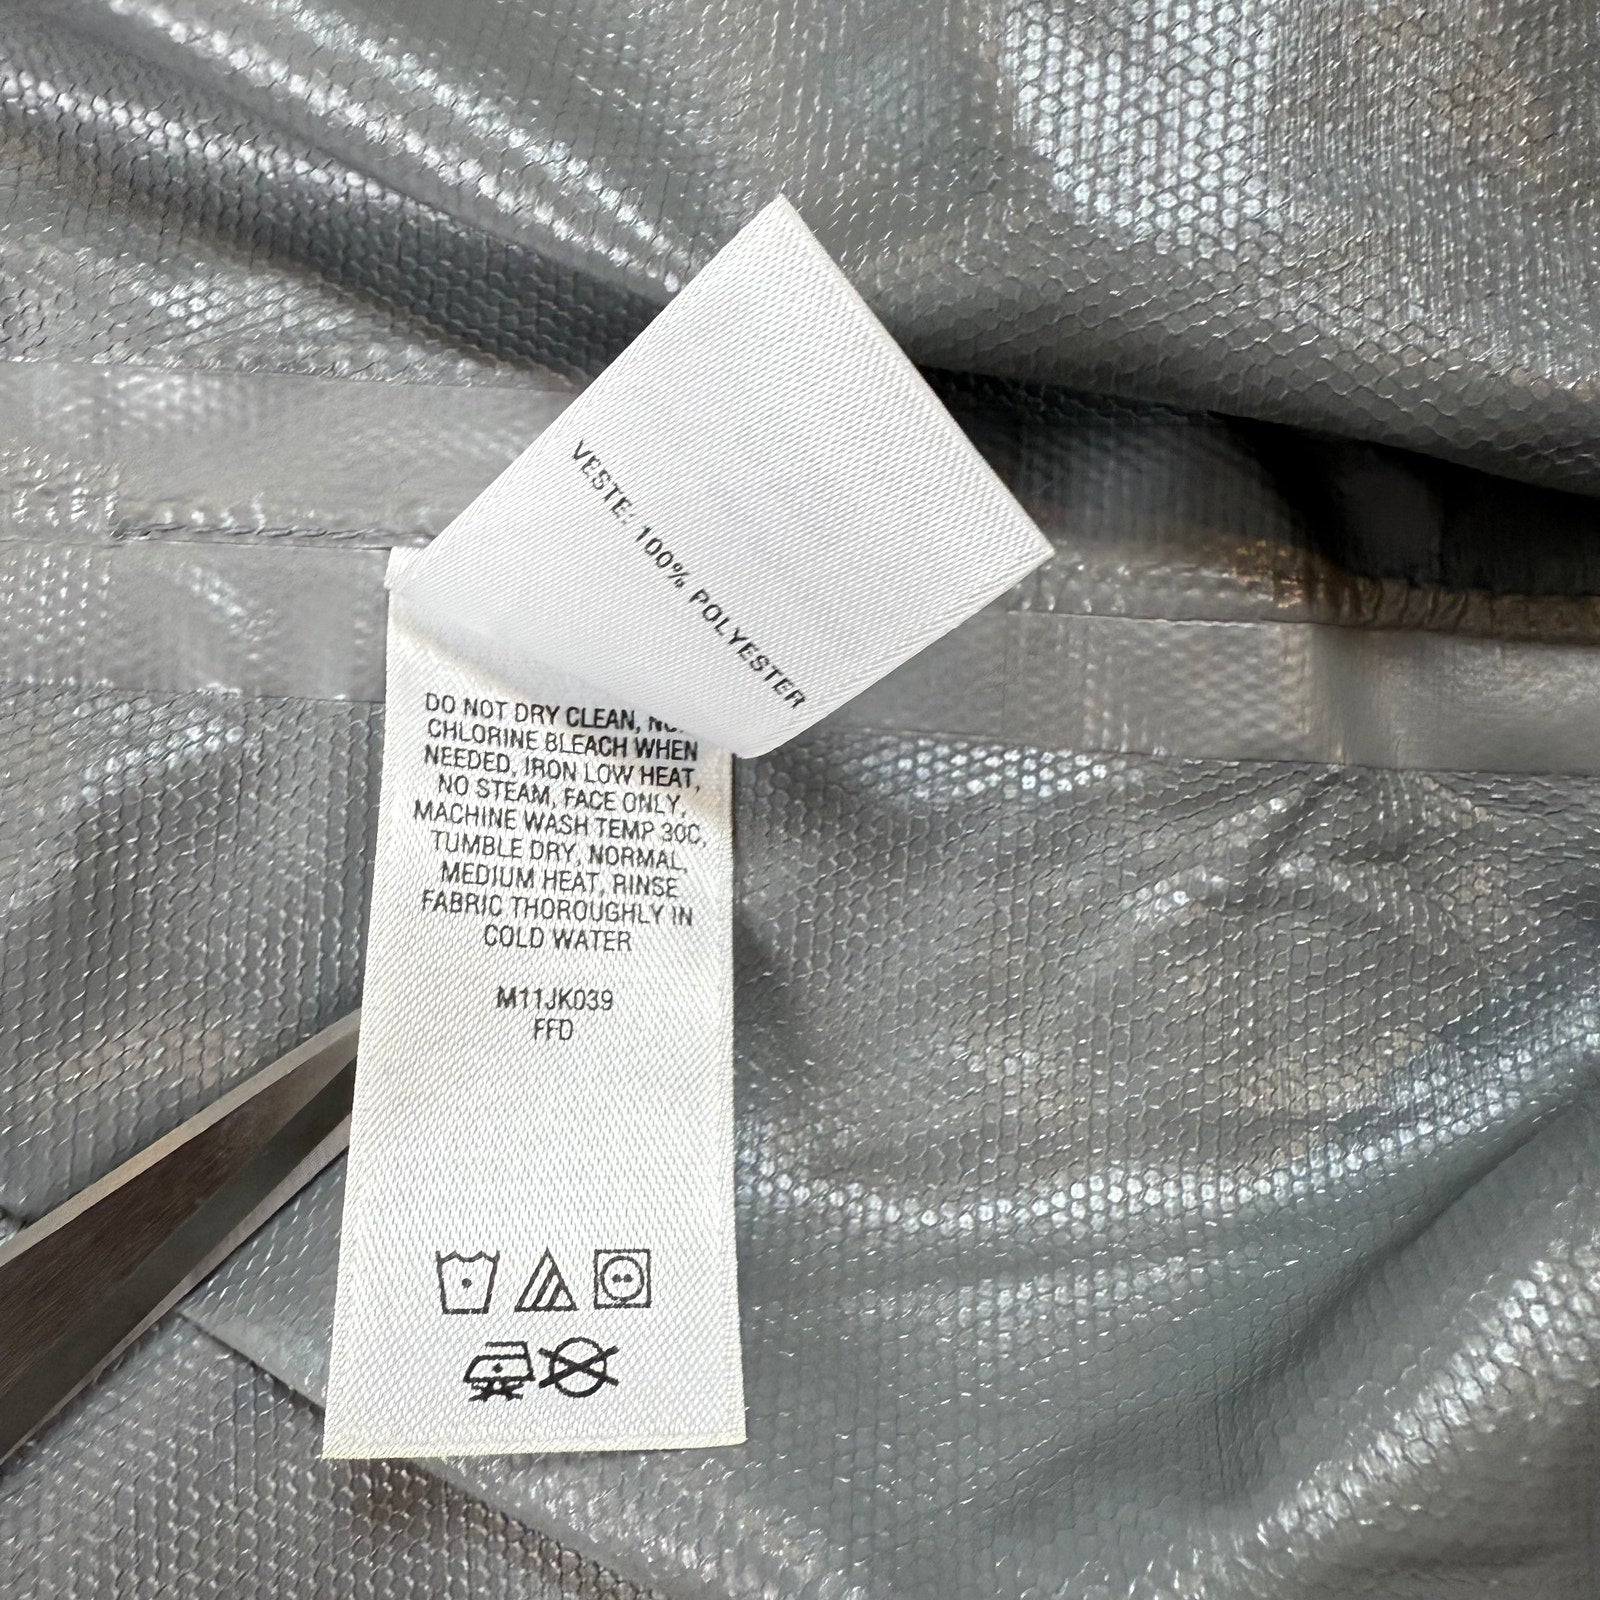 VESTE: 100% POLYESTER
DO NOT DRY CLEAN,
CHLORINE BLEACH WHEN
NEEDED, IRON LOW HEAT,
NO STEAM, FACE ONLY,
MACHINE WASH TEMP 30C,
TUMBLE DRY, NORMAL,
MEDIUM HEAT, RINSE
FABRIC THOROUGHLY IN
COLD WATER
M11JK039
FFD